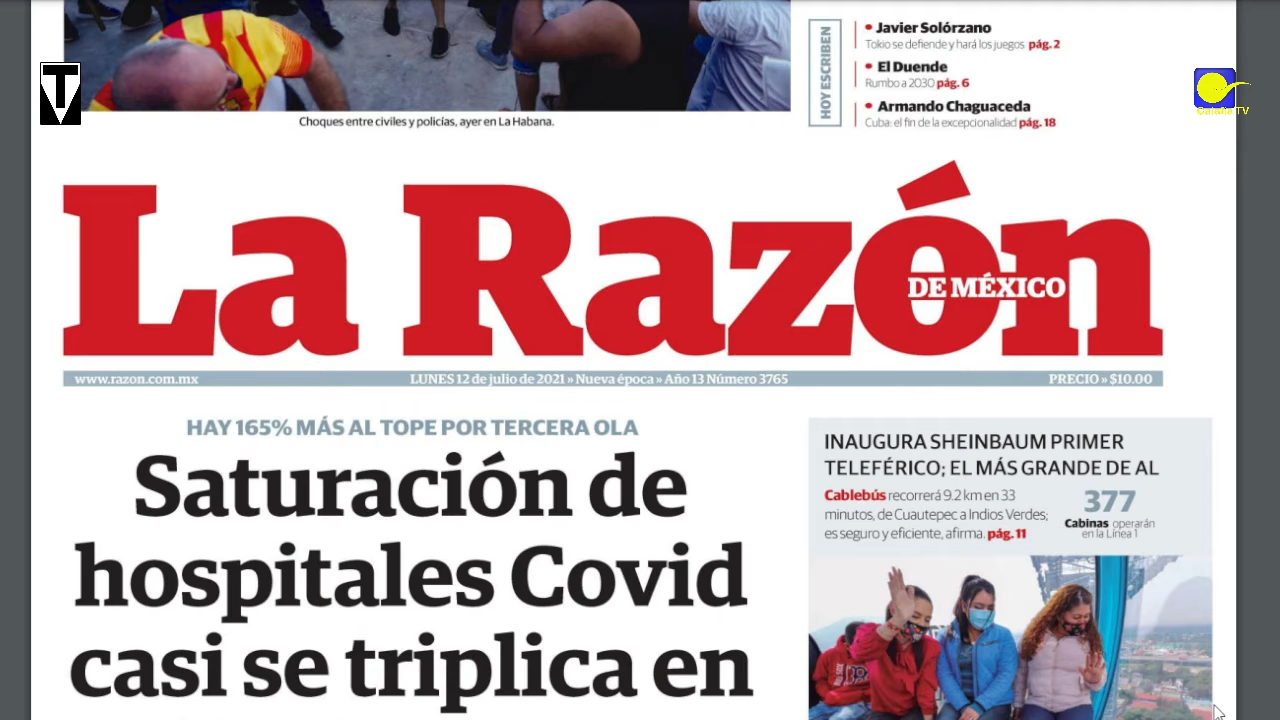 Choques entre civiles y policías, ayer en La Habana.
HOY ESCRIBEN
• Javier Solórzano
Tokio se defiende y hará los juegos pág. 2
• El Duende
Rumbo a 2030 pág. 6
• Armando Chaguaceda
Cuba: el fin de la excepcionalidad pág. 18
T
Galatia TV
La Razón
DE MÉXICO
www.razon.com.mx LUNES 12 de julio de 2021 » Nueva época » Año 13 Número 3765 PRECIO » $10.00
HAY 165% MÁS AL TOPE POR TERCERA OLA
Saturación de
hospitales Covid
casi se triplica en
INAUGURA SHEINBAUM PRIMER
TELEFÉRICO; EL MÁS GRANDE DE AL
Cablebús recorrerá 9.2 km en 33
minutos, de Cuautepec a Indios Verdes;
es seguro y eficiente, afirma. pág. 11
377
Cabinas operarán
en la Línea 1